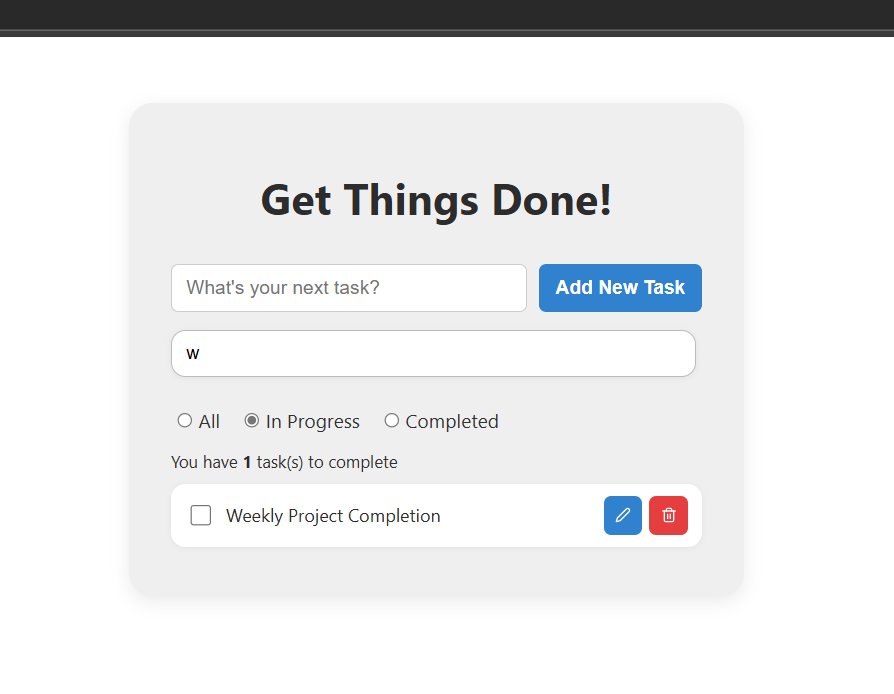 Get Things Done!
What's your next task?
Add New Task
w
All In Progress Completed
You have 1 task(s) to complete
Weekly Project Completion